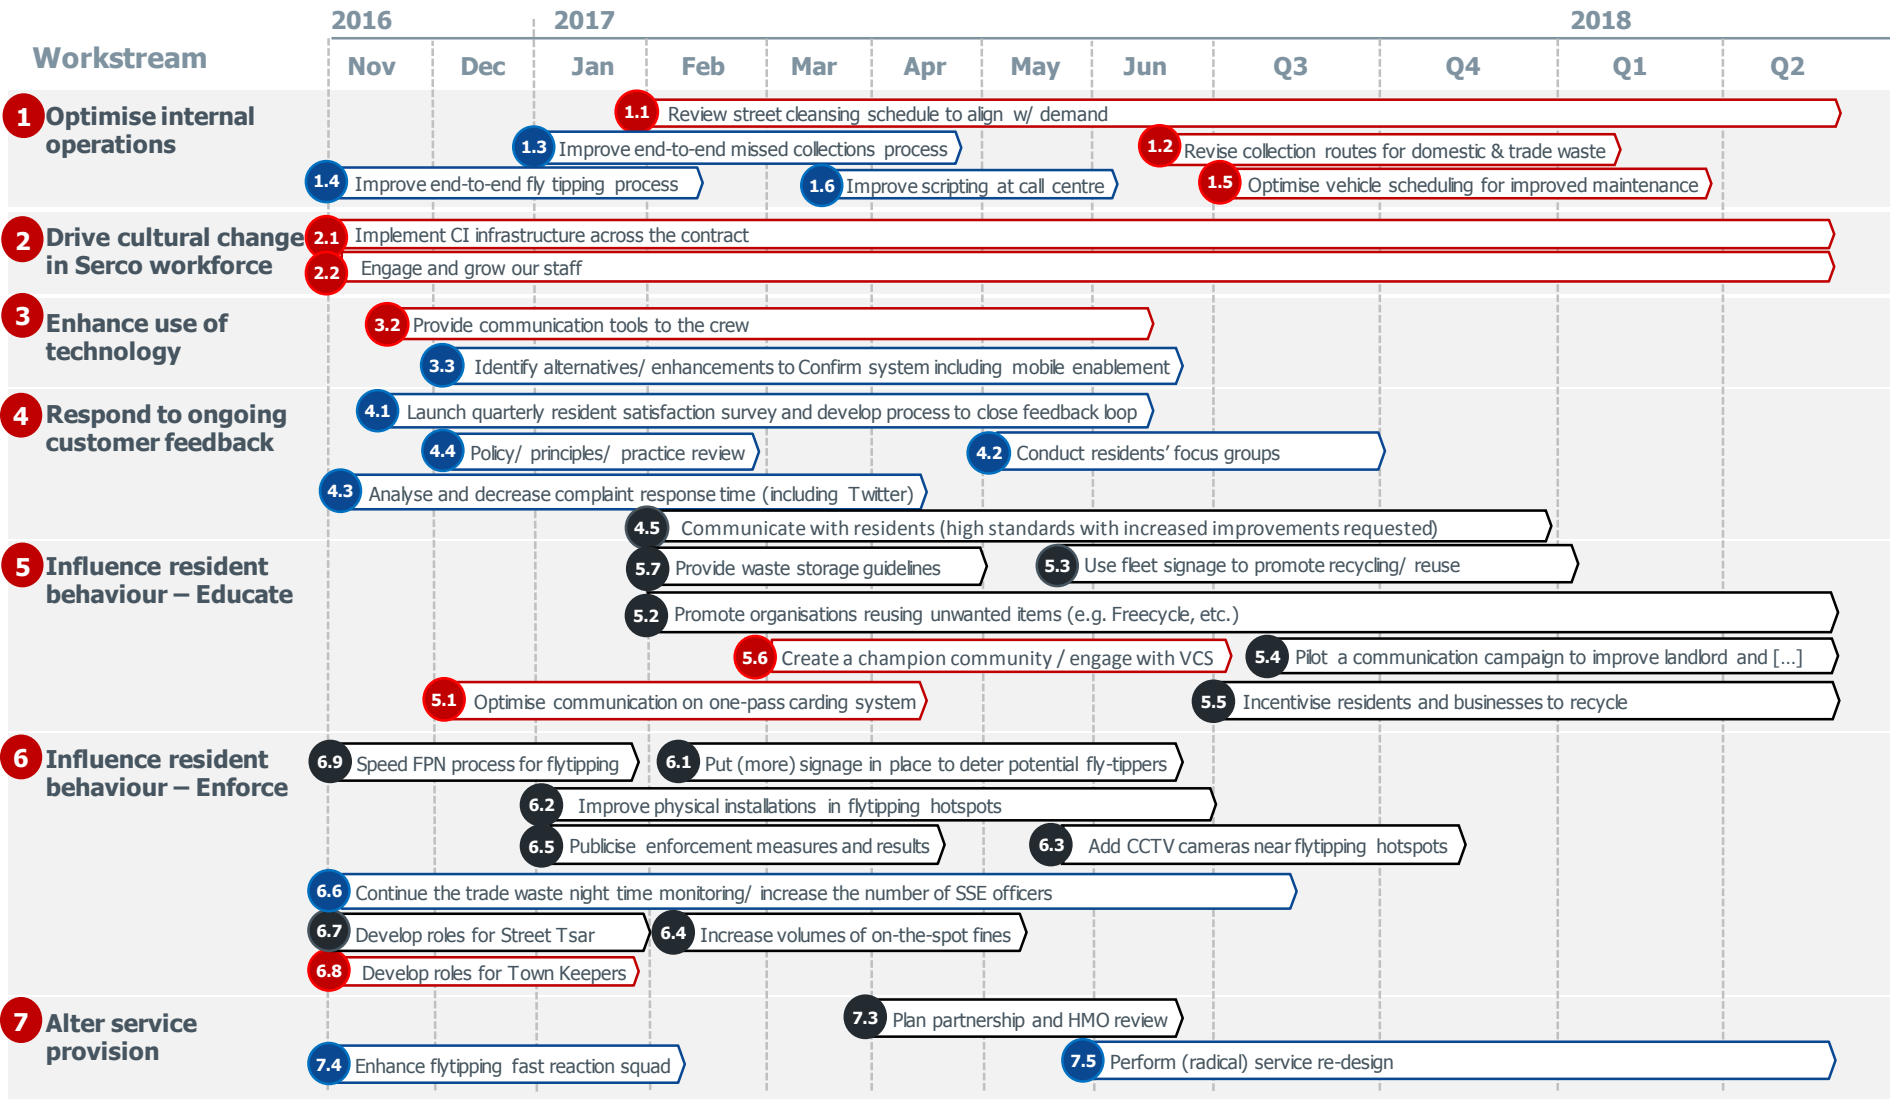 2016 2017 2018
Workstream
Nov Dec Jan Feb Mar Apr May Jun Q3 Q4 Q1 Q2
1 Optimise internal
operations
1.1 Review street cleansing schedule to align w/ demand
1.3 Improve end-to-end missed collections process
1.2 Revise collection routes for domestic & trade waste
1.4 Improve end-to-end fly tipping process
1.6 Improve scripting at call centre
1.5 Optimise vehicle scheduling for improved maintenance
2 Drive cultural change
in Serco workforce
2.1 Implement CI infrastructure across the contract
2.2 Engage and grow our staff
3 Enhance use of
technology
3.2 Provide communication tools to the crew
3.3 Identify alternatives/ enhancements to Confirm system including mobile enablement
4 Respond to ongoing
customer feedback
4.1 Launch quarterly resident satisfaction survey and develop process to close feedback loop
4.4 Policy/ principles/ practice review
4.2 Conduct residents’ focus groups
4.3 Analyse and decrease complaint response time (including Twitter)
4.5 Communicate with residents (high standards with increased improvements requested)
5 Influence resident
behaviour – Educate
5.7 Provide waste storage guidelines
5.3 Use fleet signage to promote recycling/ reuse
5.2 Promote organisations reusing unwanted items (e.g. Freecycle, etc.)
5.6 Create a champion community / engage with VCS
5.4 Pilot a communication campaign to improve landlord and [...]
5.1 Optimise communication on one-pass carding system
5.5 Incentivise residents and businesses to recycle
6 Influence resident
behaviour – Enforce
6.9 Speed FPN process for flytipping
6.1 Put (more) signage in place to deter potential fly-tippers
6.2 Improve physical installations in flytipping hotspots
6.5 Publicise enforcement measures and results
6.3 Add CCTV cameras near flytipping hotspots
6.6 Continue the trade waste night time monitoring/ increase the number of SSE officers
6.7 Develop roles for Street Tsar
6.4 Increase volumes of on-the-spot fines
6.8 Develop roles for Town Keepers
7 Alter service
provision
7.3 Plan partnership and HMO review
7.4 Enhance flytipping fast reaction squad
7.5 Perform (radical) service re-design